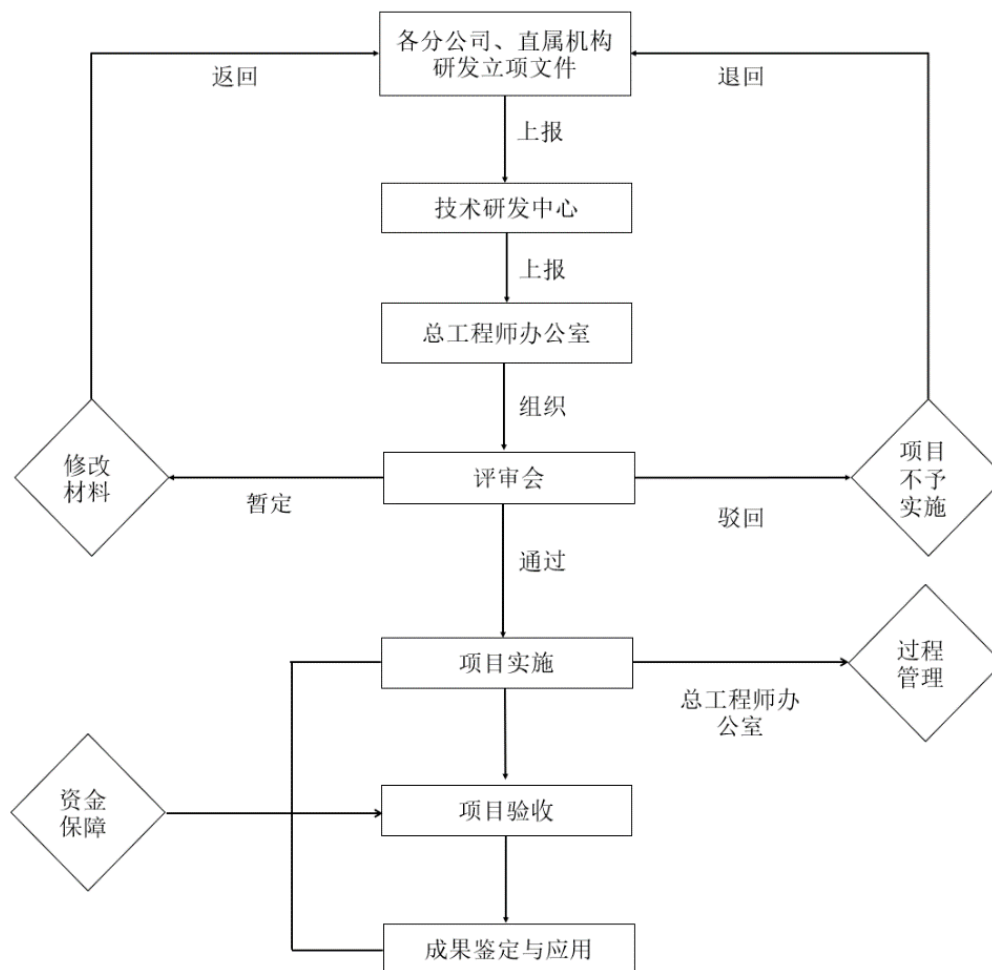 各分公司、直属机构
研发立项文件
返回
退回
上报
技术研发中心
上报
总工程师办公室
组织
修改
材料
评审会
项目
不予
实施
暂定
驳回
通过
项目实施
过程
管理
总工程师办
公室
资金
保障
项目验收
成果鉴定与应用